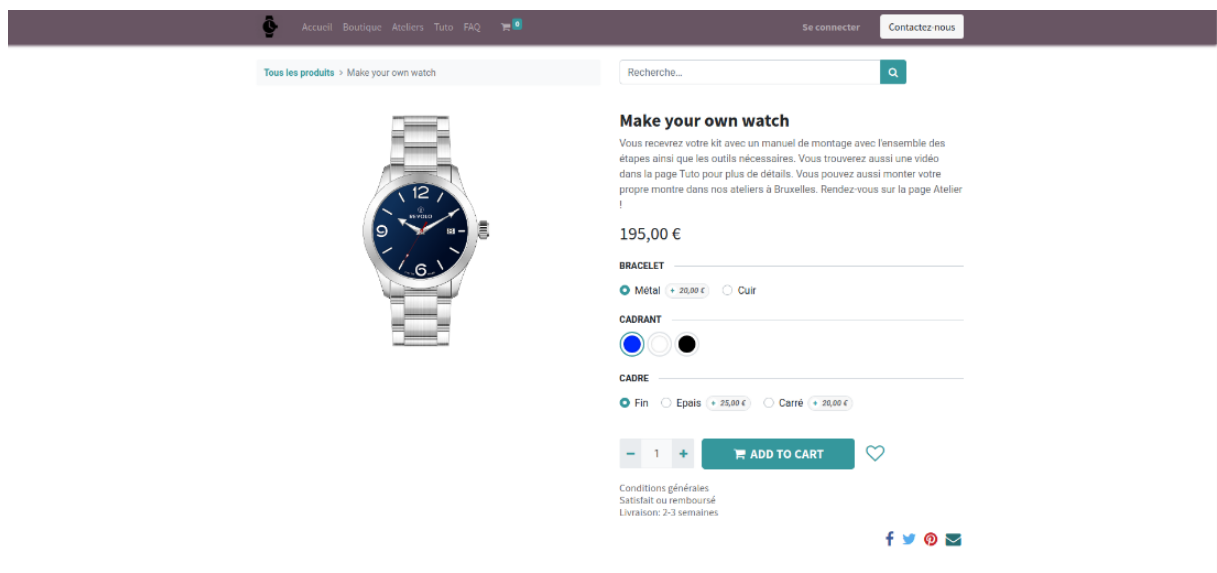 Accueil Boutique Ateliers Tuto FAQ 0 Se connecter Contactez-nous
Tous les produits > Make your own watch
Recherche...
12
REVOLO
9
6
Make your own watch
Vous recevrez votre kit avec un manuel de montage avec l'ensemble des
étapes ainsi que les outils nécessaires. Vous trouverez aussi une vidéo
dans la page Tuto pour plus de détails. Vous pouvez aussi monter votre
propre montre dans nos ateliers à Bruxelles. Rendez-vous sur la page Atelier
!
195,00 €
BRACELET
Métal + 20,00 € Cuir
CADRANT
CADRE
Fin Epais + 25,00 € Carré + 20,00 €
− 1 + ADD TO CART
Conditions générales
Satisfait ou remboursé
Livraison: 2-3 semaines